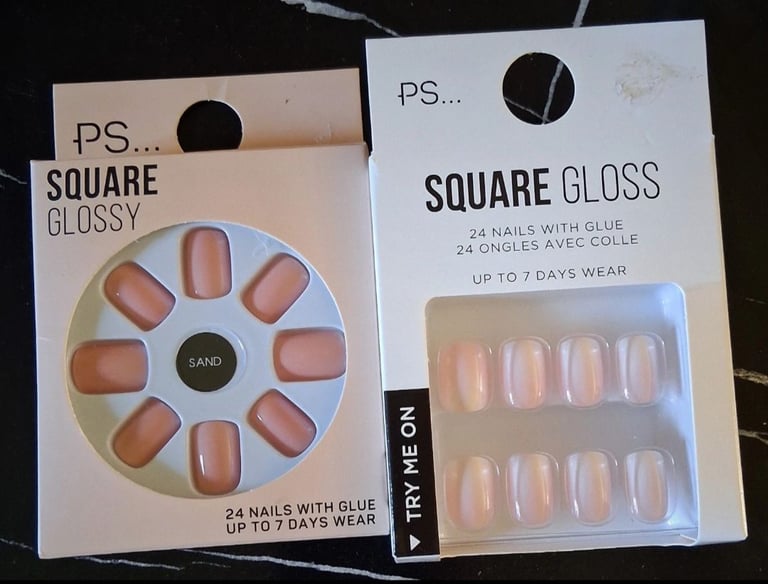 PS...
SQUARE
GLOSSY
SAND
24 NAILS WITH GLUE
UP TO 7 DAYS WEAR
PS...
SQUARE GLOSS
24 NAILS WITH GLUE
24 ONGLES AVEC COLLE
UP TO 7 DAYS WEAR
TRY ME ON